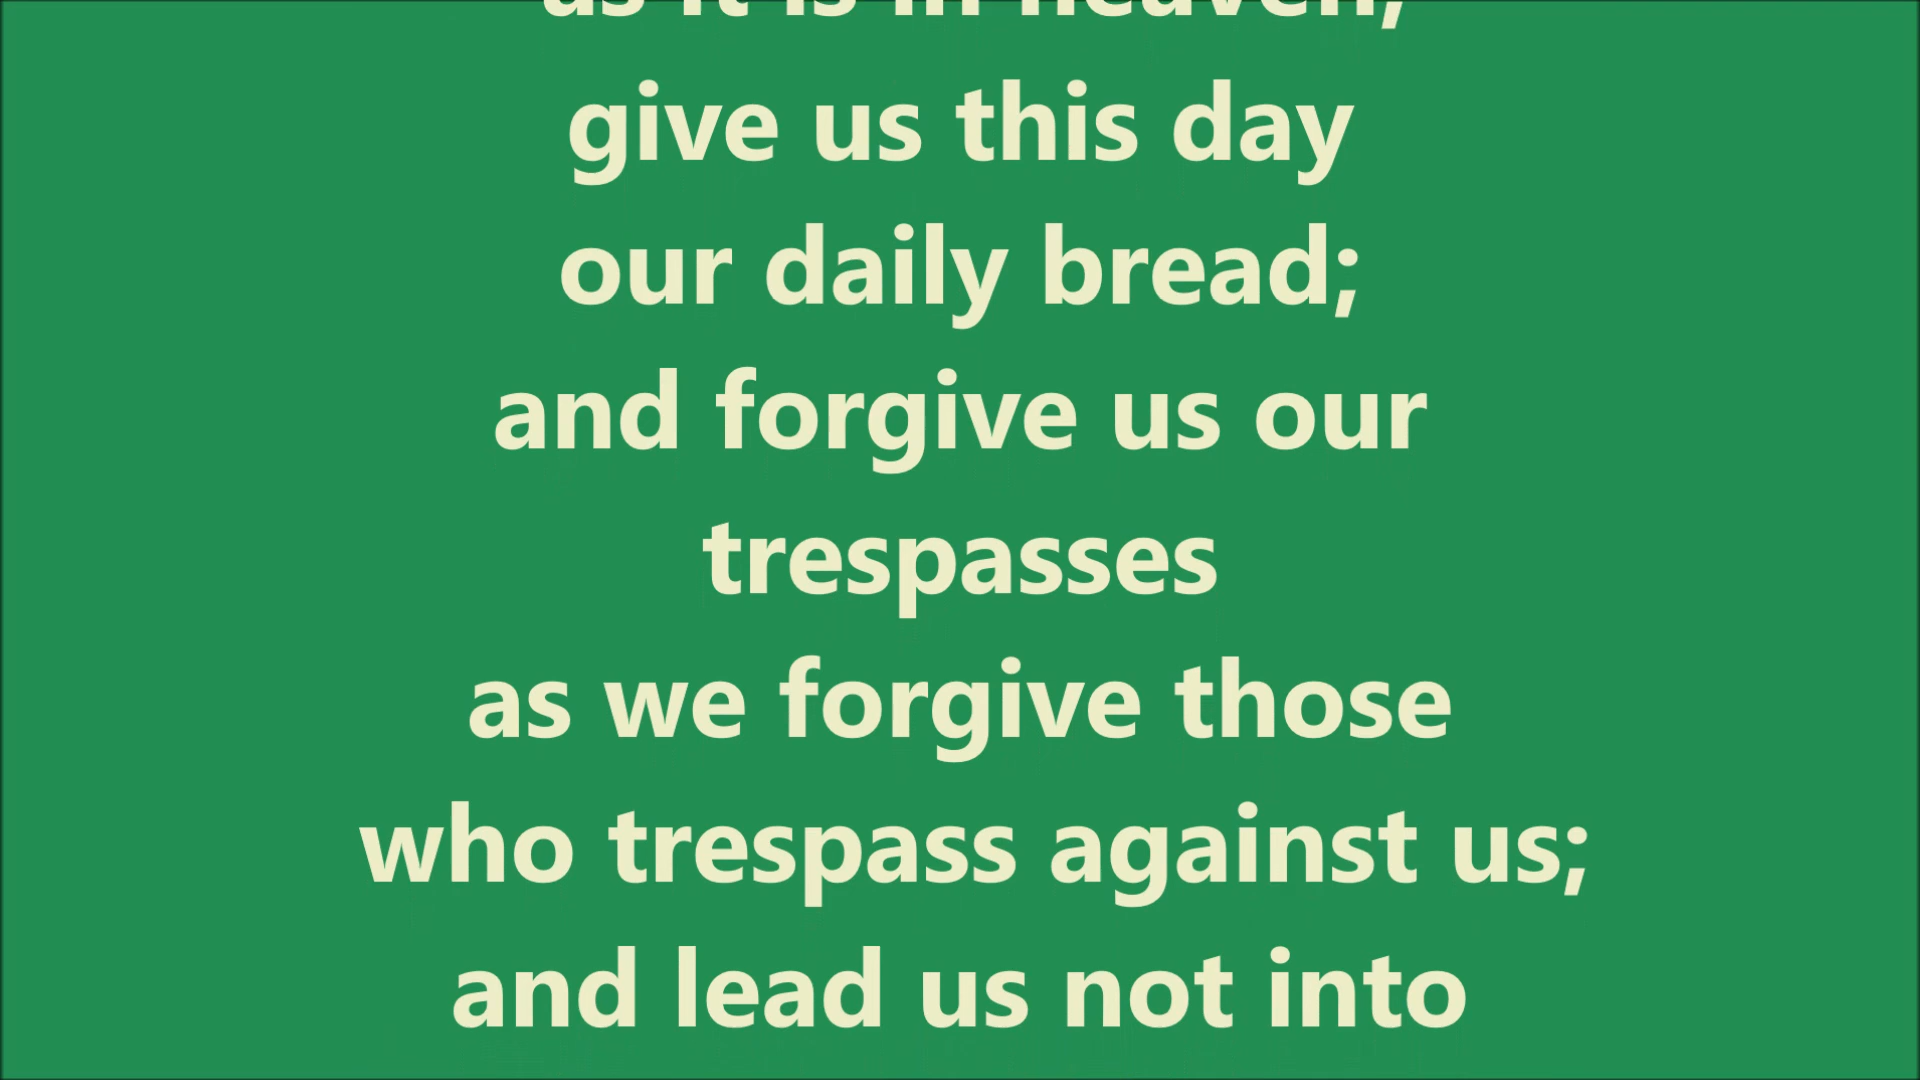 as it is in heaven,
give us this day
our daily bread;
and forgive us our
trespasses
as we forgive those
who trespass against us;
and lead us not into